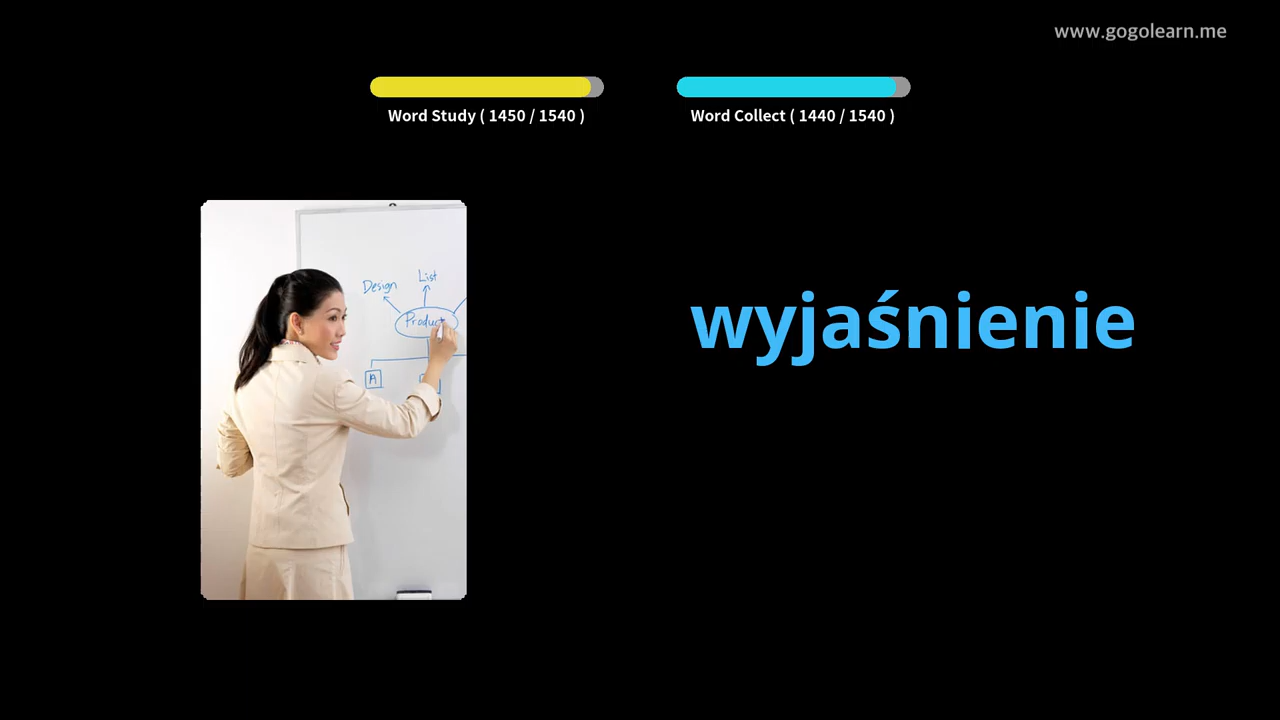 www.gogolearn.me
Word Study ( 1450 / 1540 )
Word Collect ( 1440 / 1540 )
List
Design
Product
wyjaśnienie
A